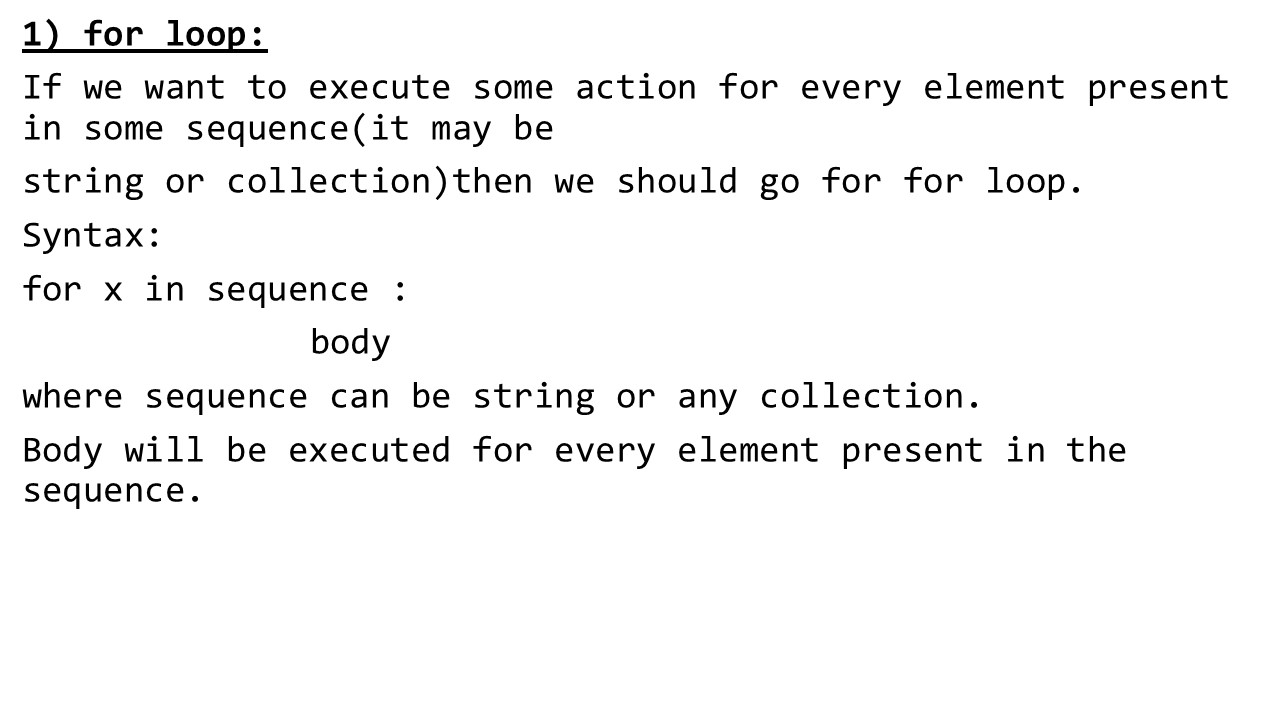 1) for loop:
If we want to execute some action for every element present
in some sequence(it may be
string or collection)then we should go for for loop.
Syntax:
for x in sequence :
body
where sequence can be string or any collection.
Body will be executed for every element present in the
sequence.